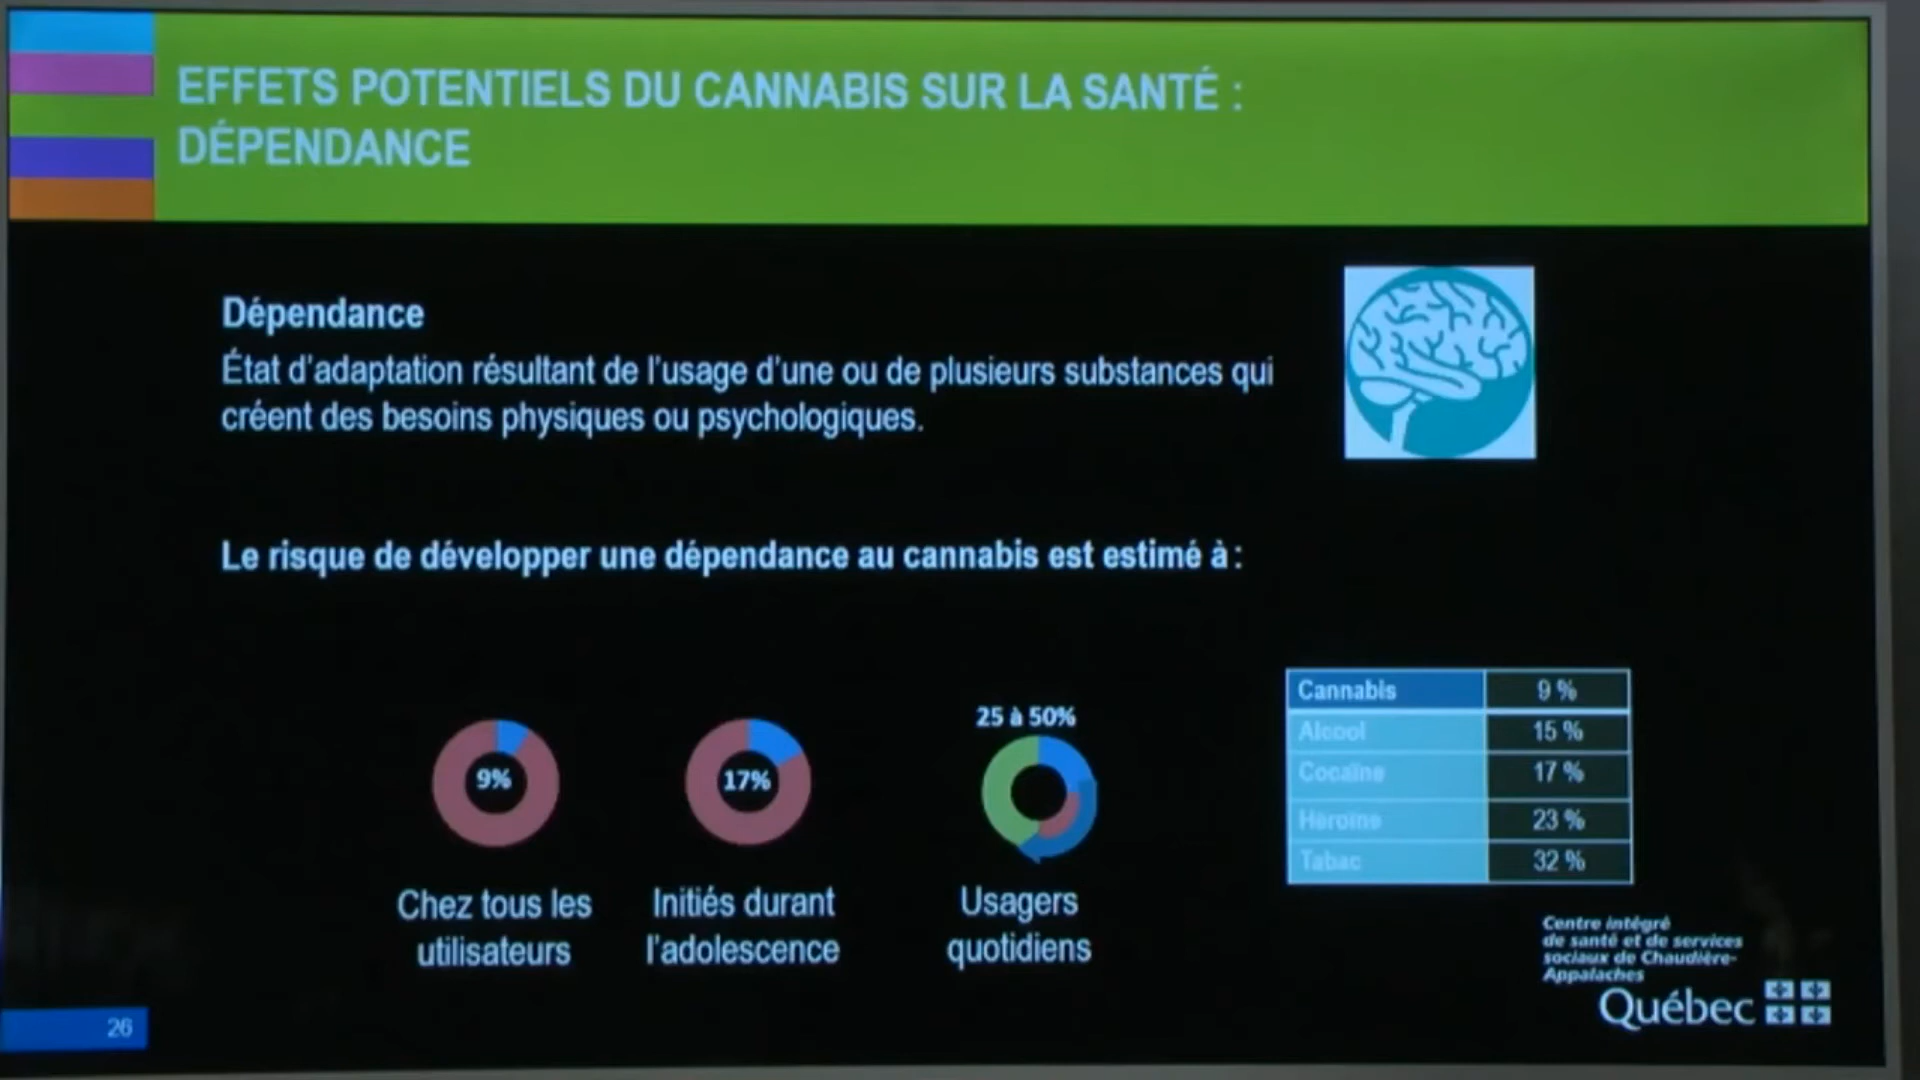 EFFETS POTENTIELS DU CANNABIS SUR LA SANTÉ :
DÉPENDANCE
Dépendance
État d'adaptation résultant de l'usage d'une ou de plusieurs substances qui
créent des besoins physiques ou psychologiques.
Le risque de développer une dépendance au cannabis est estimé à :
9%
Chez tous les
utilisateurs
17%
Initiés durant
l'adolescence
25 à 50%
Usagers
quotidiens
Cannabis 9 %
Alcool 15 %
Cocaïne 17 %
Héroïne 23 %
Tabac 32 %
Centre intégré
de santé et de services
sociaux de Chaudière-
Appalaches
Québec
26